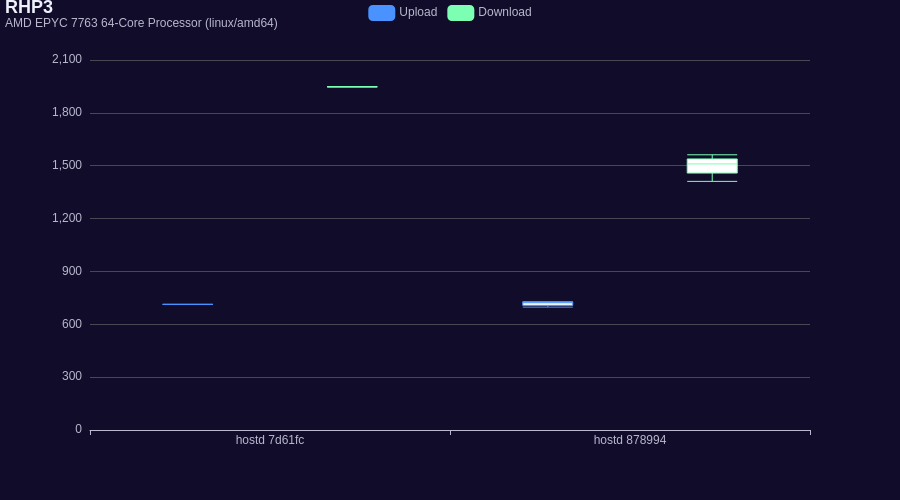 RHP3
AMD EPYC 7763 64-Core Processor (linux/amd64)
Upload
Download
2,100
1,800
1,500
1,200
900
600
300
0
hostd 7d61fc
hostd 878994